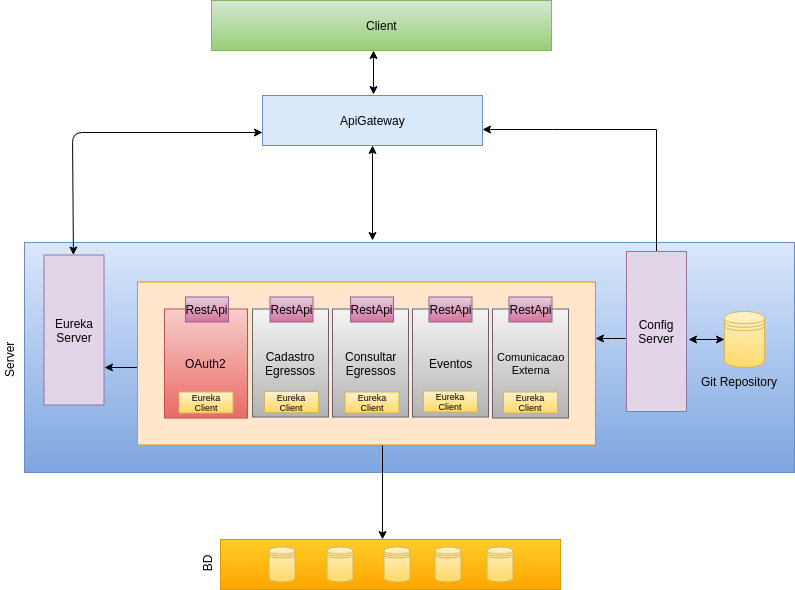 Client
ApiGateway
Server
Eureka
Server
RestApi
RestApi
RestApi
RestApi
RestApi
OAuth2
Cadastro
Egressos
Consultar
Egressos
Eventos
Comunicacao
Externa
Eureka
Client
Eureka
Client
Eureka
Client
Eureka
Client
Eureka
Client
Config
Server
Git Repository
BD